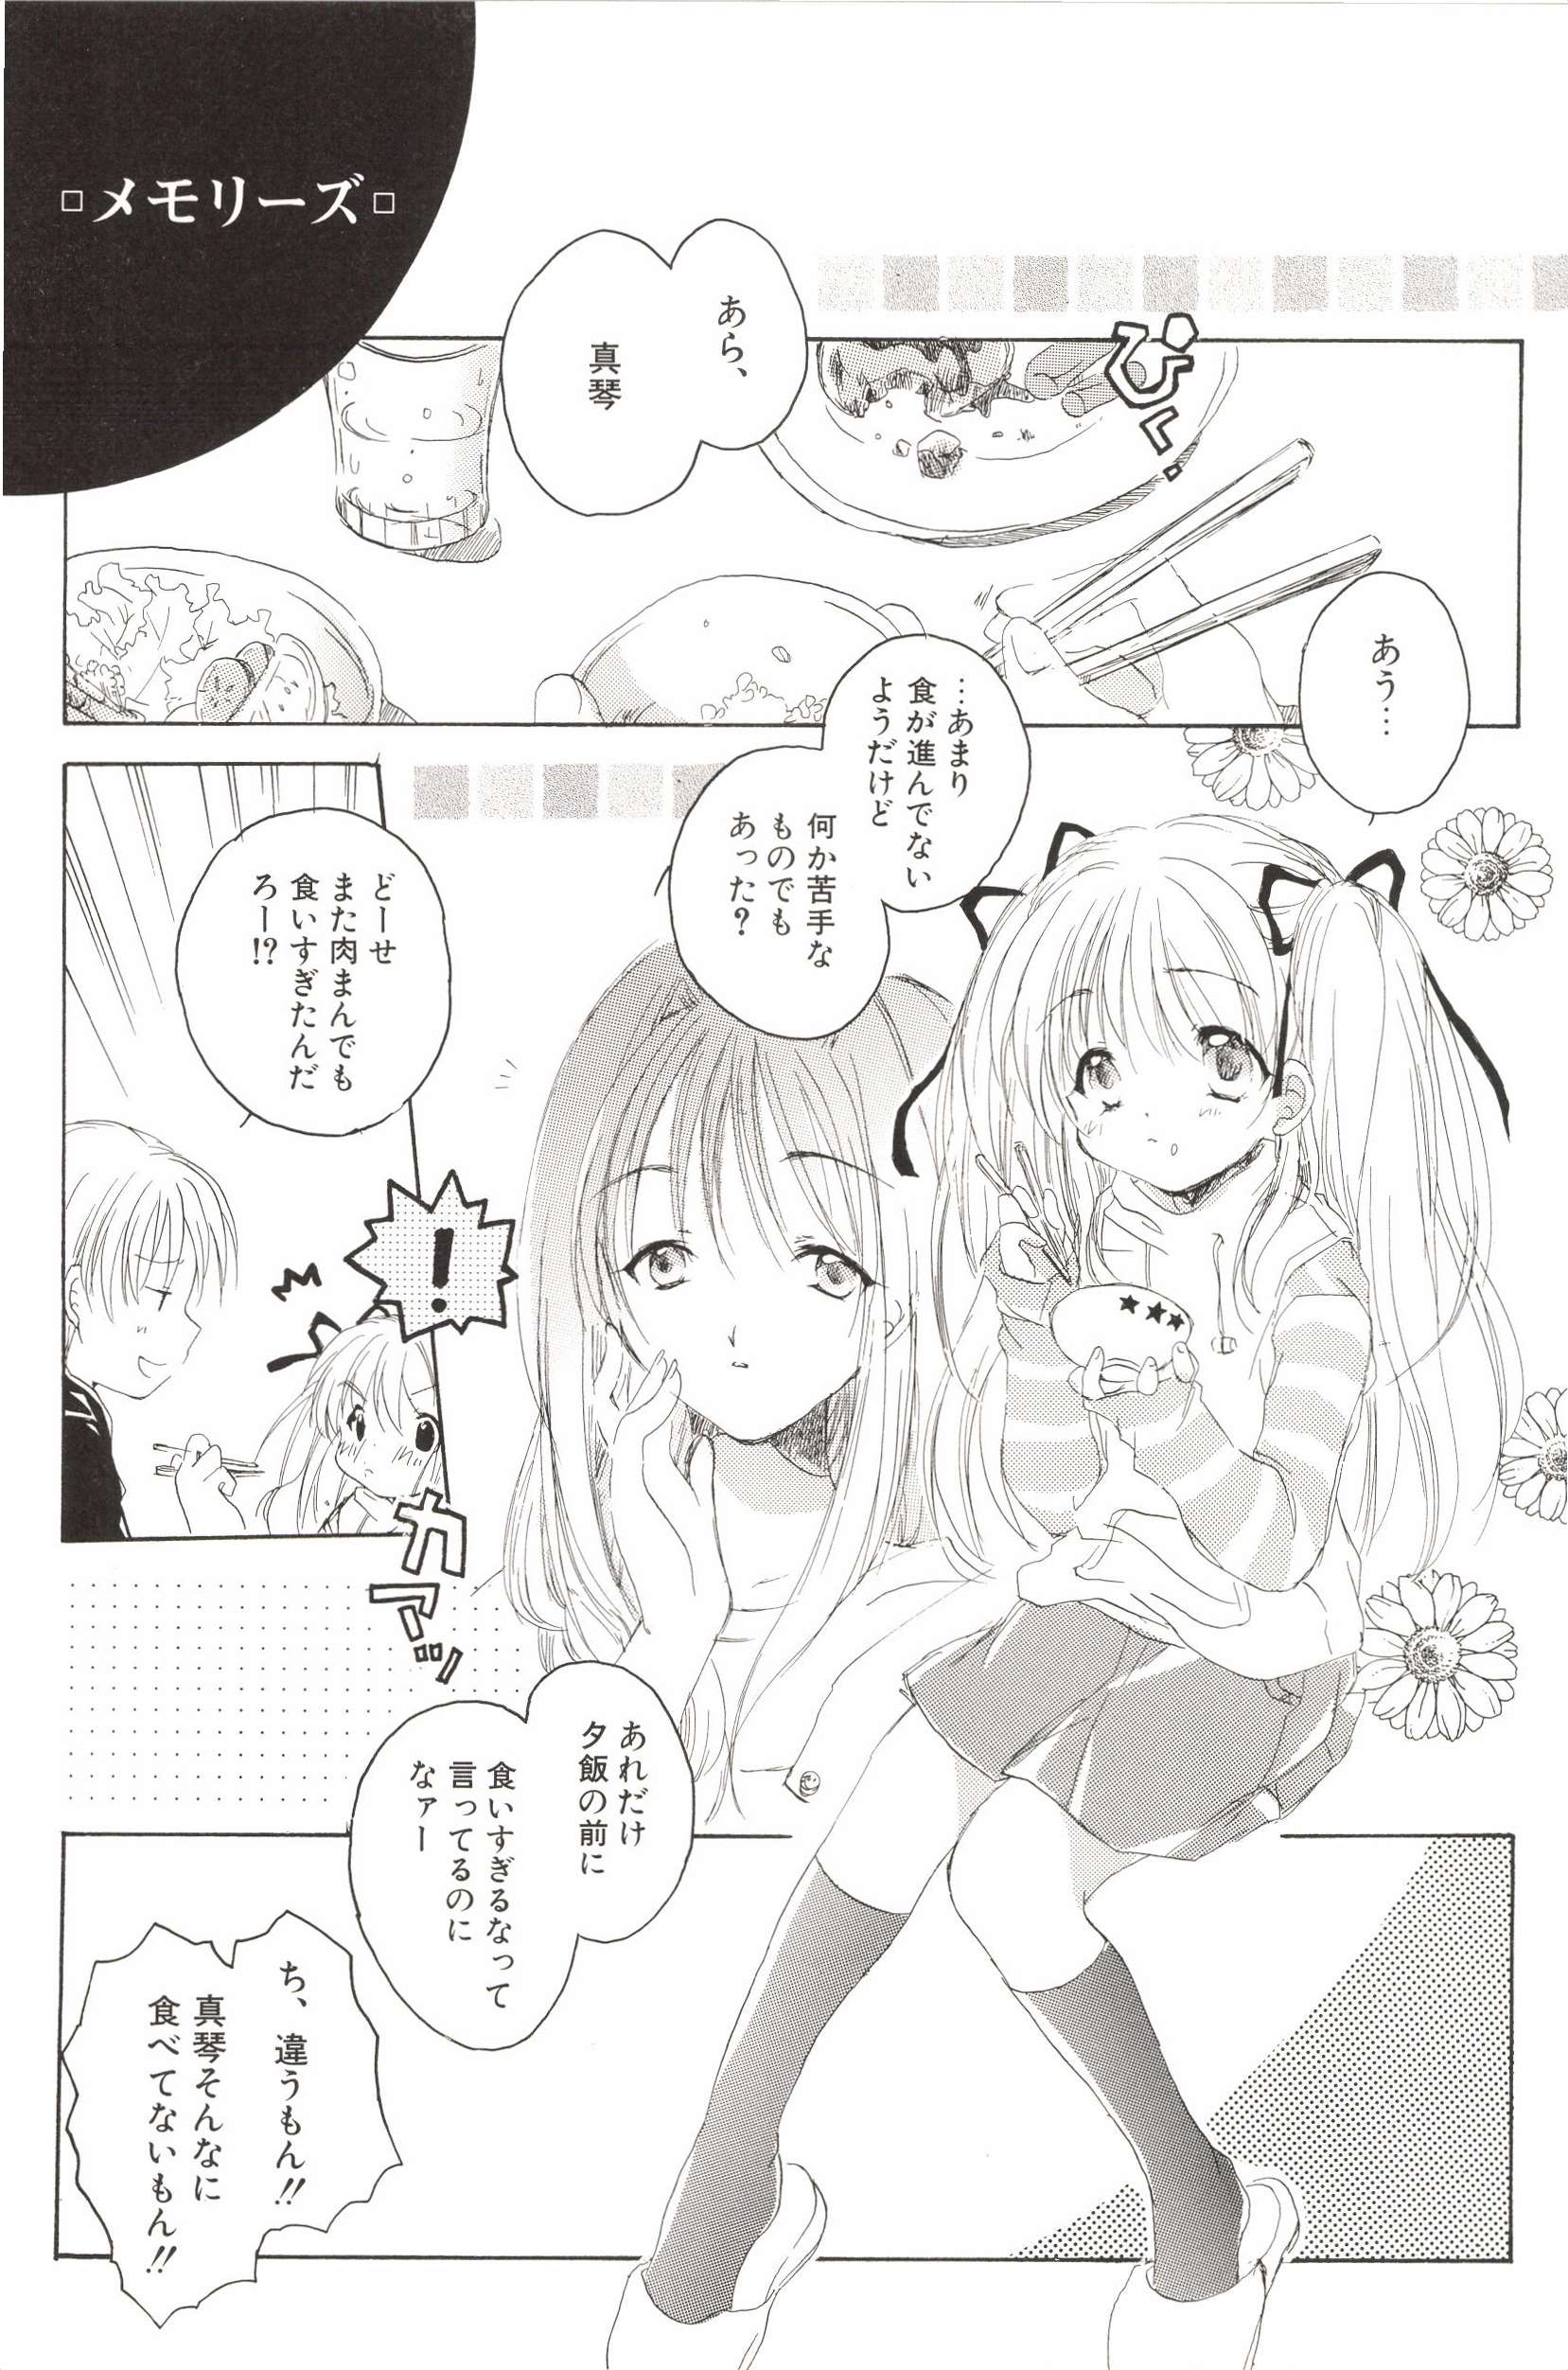 □メモリーズ□
あら、
真琴
ぴく.
あう…
…あまり
食が進んでない
ようだけど
何か苦手な
ものでも
あった？
どーせ
また肉まんでも
食いすぎたんだ
ろー!?
！
カアッ
あれだけ
夕飯の前に
食いすぎるなって
言ってるのに
なァー
ち、違うもん!!
真琴そんなに
食べてないもん!!